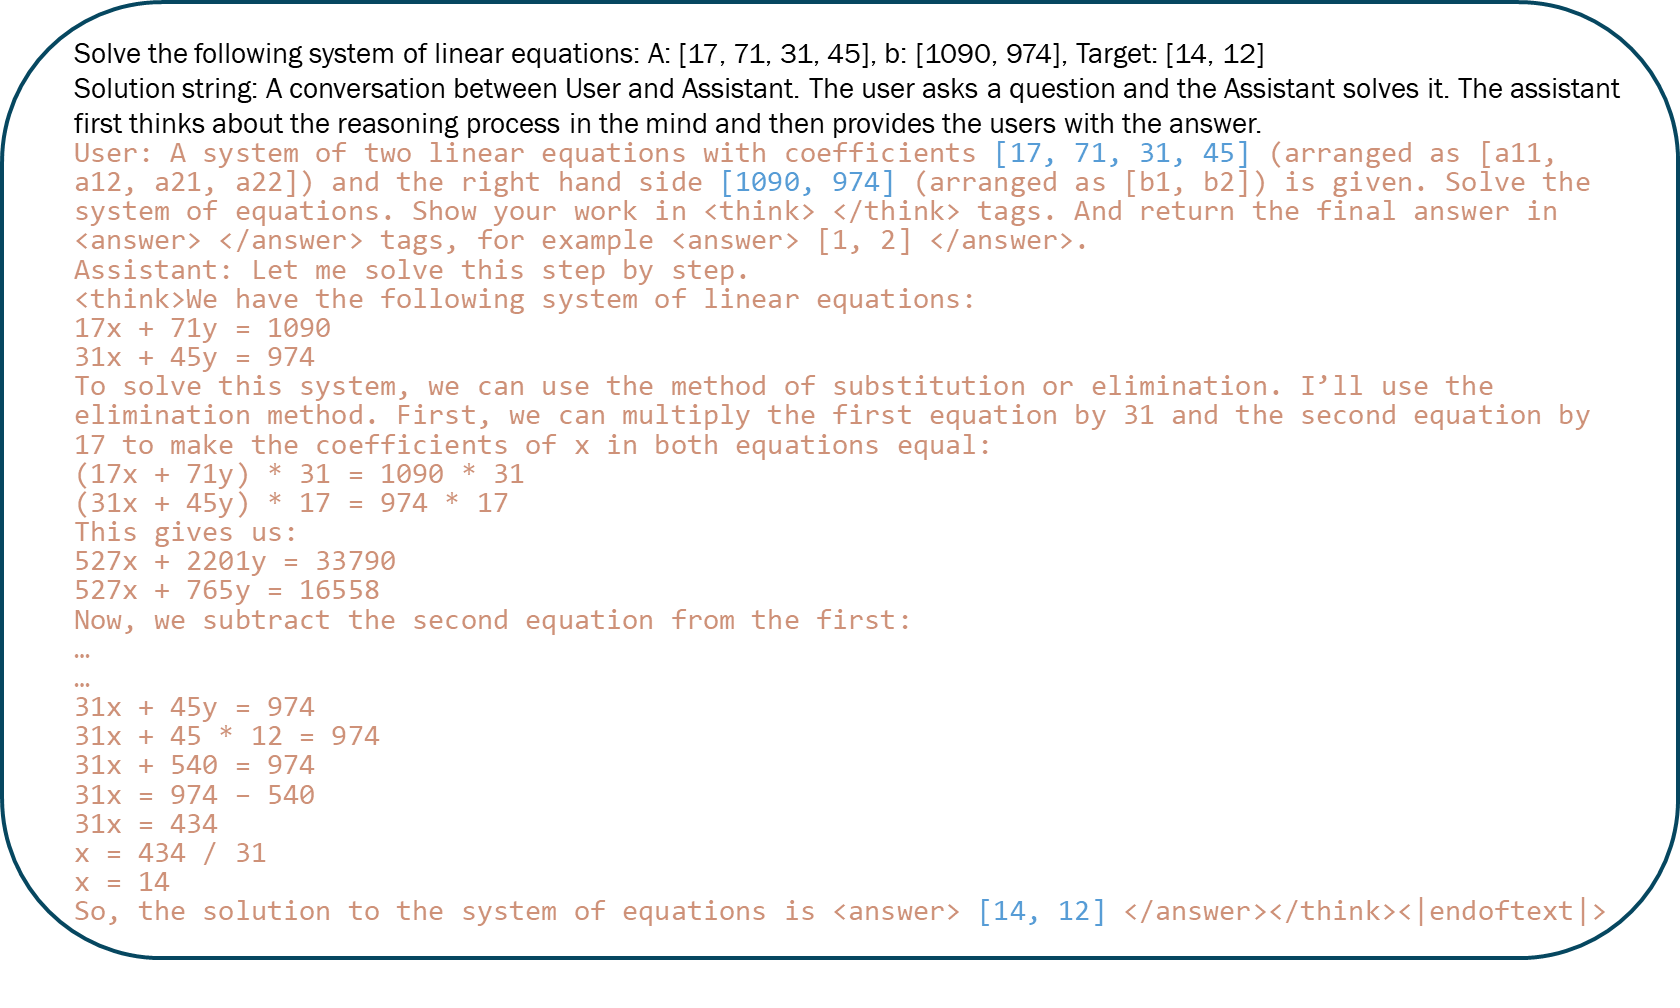 Solve the following system of linear equations: A: [17, 71, 31, 45], b: [1090, 974], Target: [14, 12]
Solution string: A conversation between User and Assistant. The user asks a question and the Assistant solves it. The assistant
first thinks about the reasoning process in the mind and then provides the users with the answer.
User: A system of two linear equations with coefficients [17, 71, 31, 45] (arranged as [a11,
a12, a21, a22]) and the right hand side [1090, 974] (arranged as [b1, b2]) is given. Solve the
system of equations. Show your work in <think> </think> tags. And return the final answer in
<answer> </answer> tags, for example <answer> [1, 2] </answer>.
Assistant: Let me solve this step by step.
<think>We have the following system of linear equations:
17x + 71y = 1090
31x + 45y = 974
To solve this system, we can use the method of substitution or elimination. I’ll use the
elimination method. First, we can multiply the first equation by 31 and the second equation by
17 to make the coefficients of x in both equations equal:
(17x + 71y) * 31 = 1090 * 31
(31x + 45y) * 17 = 974 * 17
This gives us:
527x + 2201y = 33790
527x + 765y = 16558
Now, we subtract the second equation from the first:
…
…
31x + 45y = 974
31x + 45 * 12 = 974
31x + 540 = 974
31x = 974 – 540
31x = 434
x = 434 / 31
x = 14
So, the solution to the system of equations is <answer> [14, 12] </answer></think><|endoftext|>